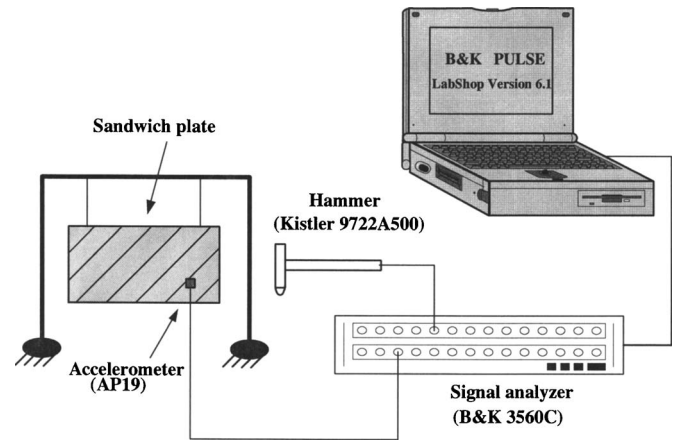 B&K PULSE
LabShop Version 6.1
Sandwich plate
Hammer
(Kistler 9722A500)
Accelerometer
(AP19)
Signal analyzer
(B&K 3560C)